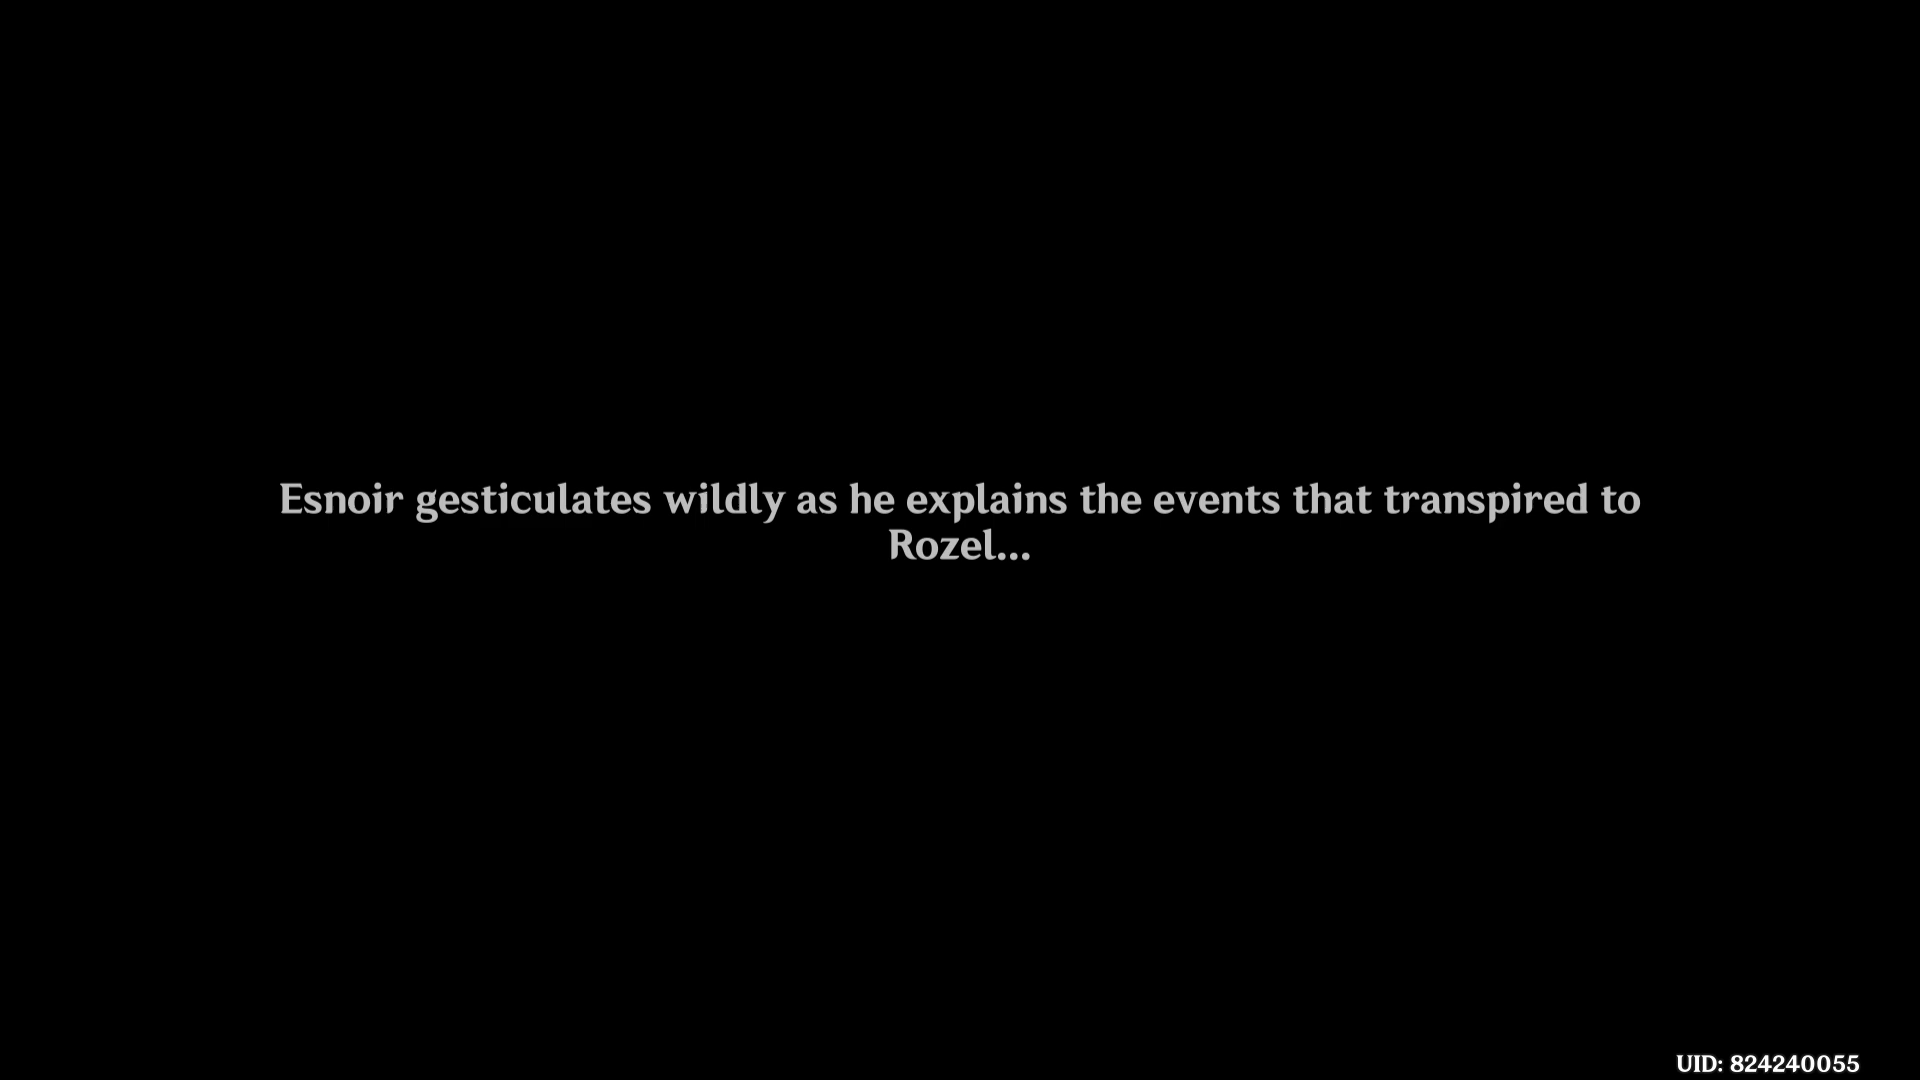 Esnoir gesticulates wildly as he explains the events that transpired to
Rozel...
UID: 824240055